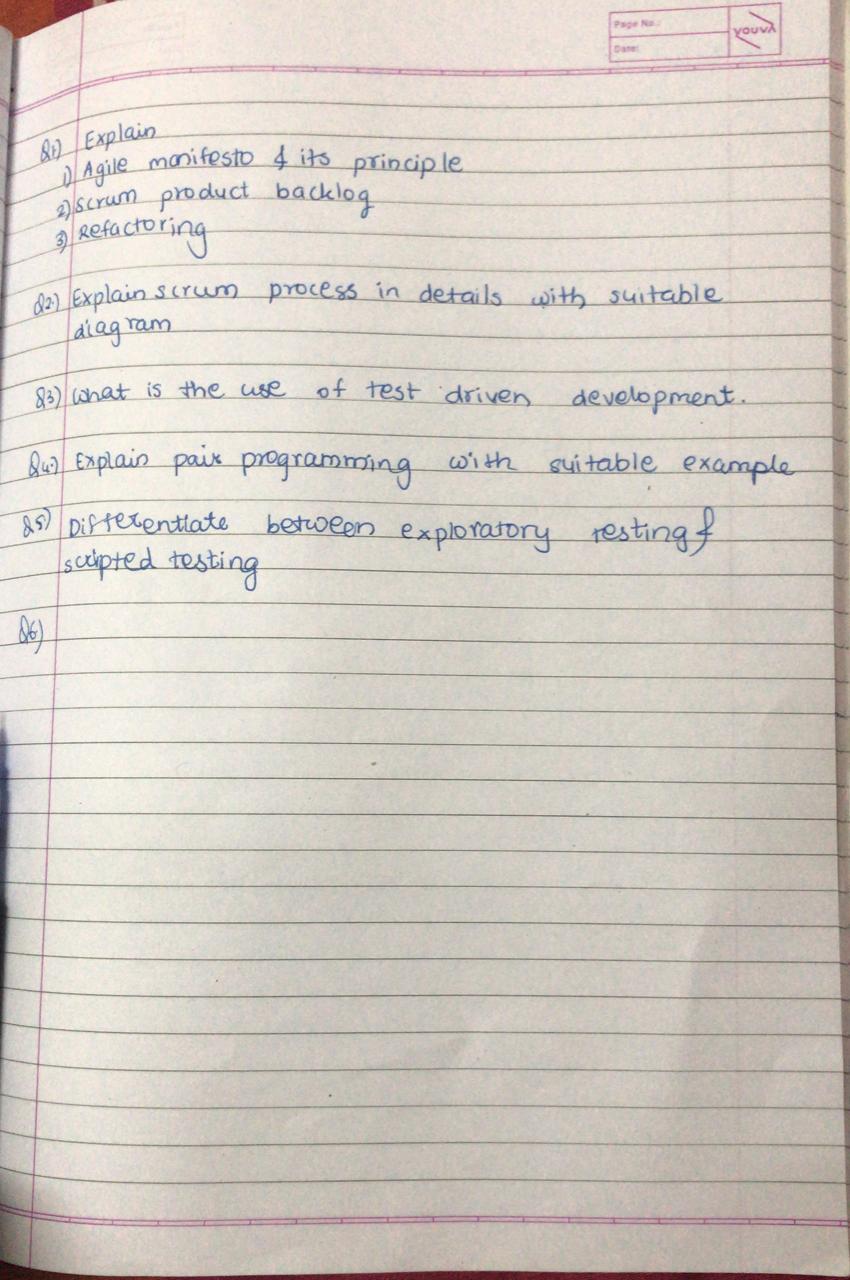 Page No.:
Date:
YOUVA
Q1) Explain
1) Agile manifesto & its principle
2) Scrum product backlog
3) Refactoring
Q2.) Explain scrum process in details with suitable
diagram
Q3) What is the use of test driven development.
Q4.) Explain pair programming with suitable example
Q5) Differentiate between exploratory testing &
scripted testing
Q6)